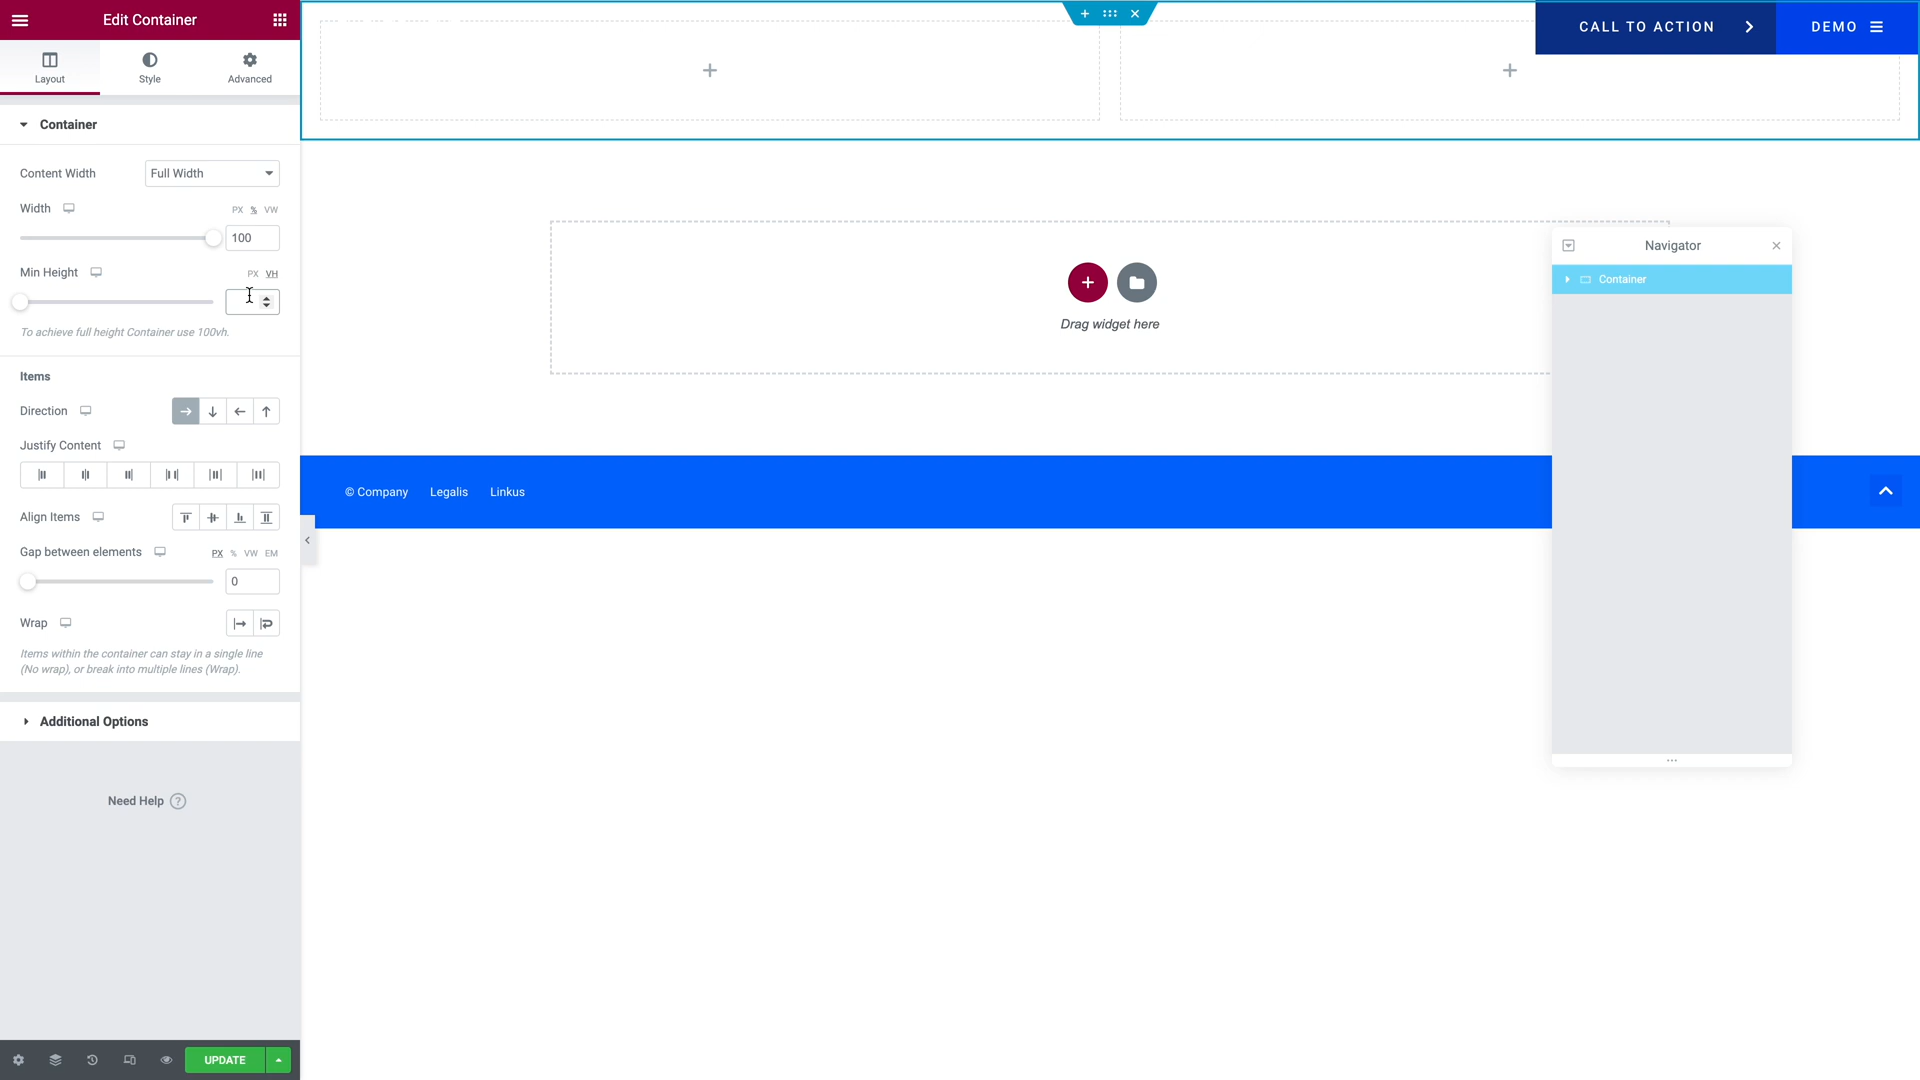 Edit Container
Layout
Style
Advanced
Container
Content Width
Full Width
Width
PX % VW
100
Min Height
PX VH
To achieve full height Container use 100vh.
Items
Direction
Justify Content
Align Items
Gap between elements
PX % VW EM
0
Wrap
Items within the container can stay in a single line
(No wrap), or break into multiple lines (Wrap).
Additional Options
Need Help ?
UPDATE
CALL TO ACTION
DEMO
Drag widget here
Navigator
Container
© Company Legalis Linkus